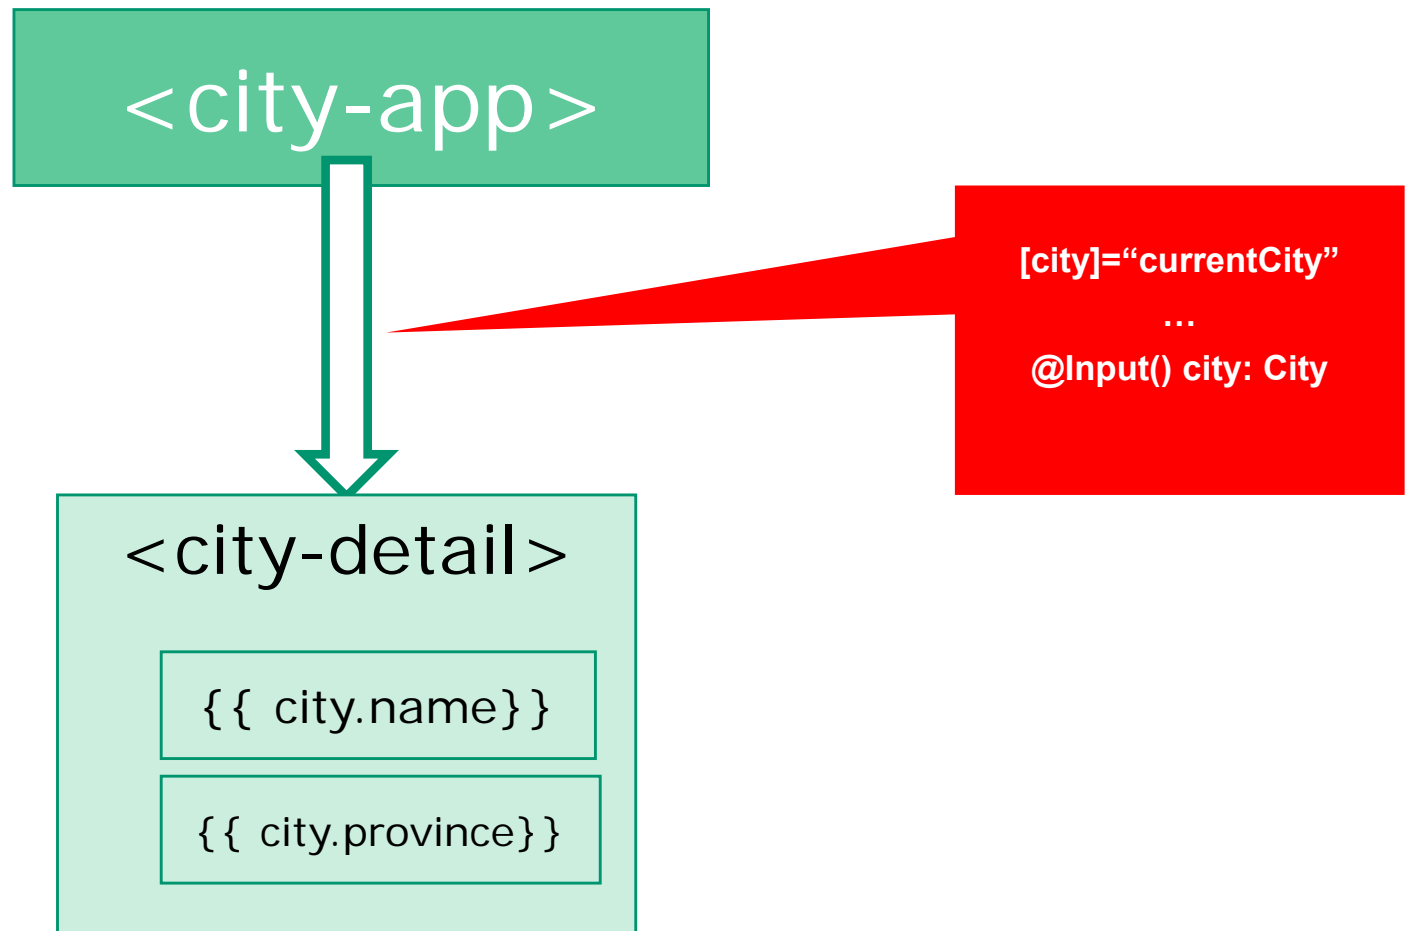 <city-app>
[city]=“currentCity”
…
@Input() city: City
<city-detail>
{{ city.name}}
{{ city.province}}